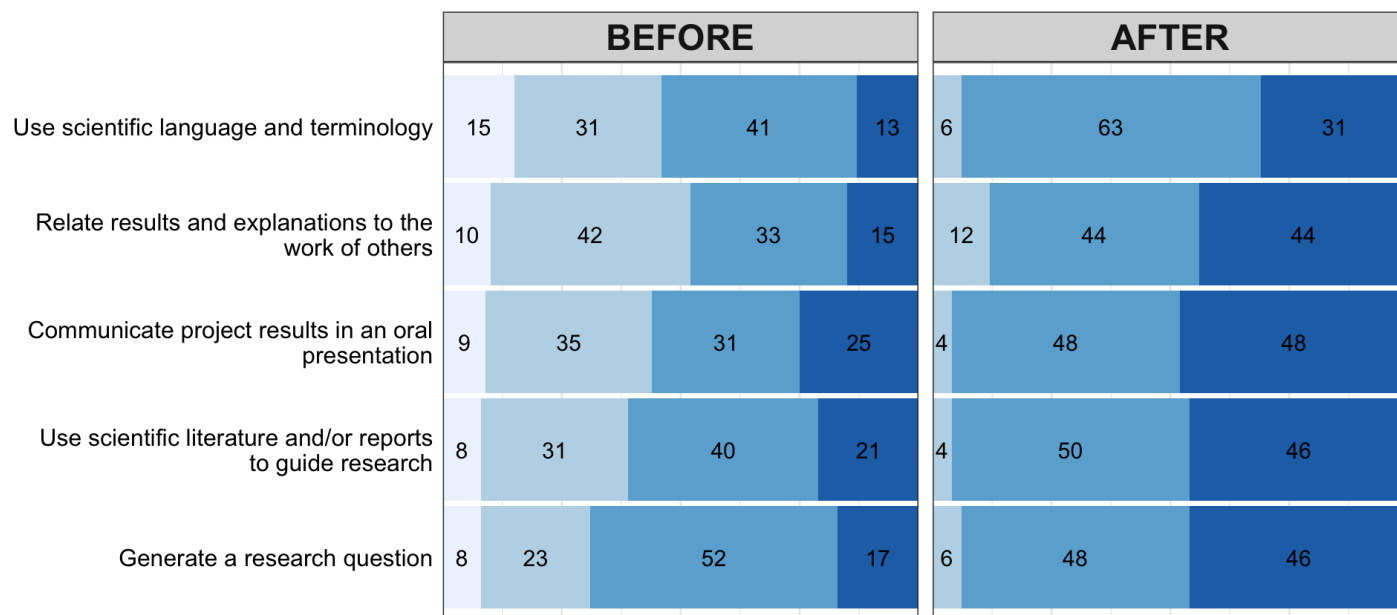 BEFORE AFTER
Use scientific language and terminology 15 31 41 13 6 63 31
Relate results and explanations to the
work of others 10 42 33 15 12 44 44
Communicate project results in an oral
presentation 9 35 31 25 4 48 48
Use scientific literature and/or reports
to guide research 8 31 40 21 4 50 46
Generate a research question 8 23 52 17 6 48 46